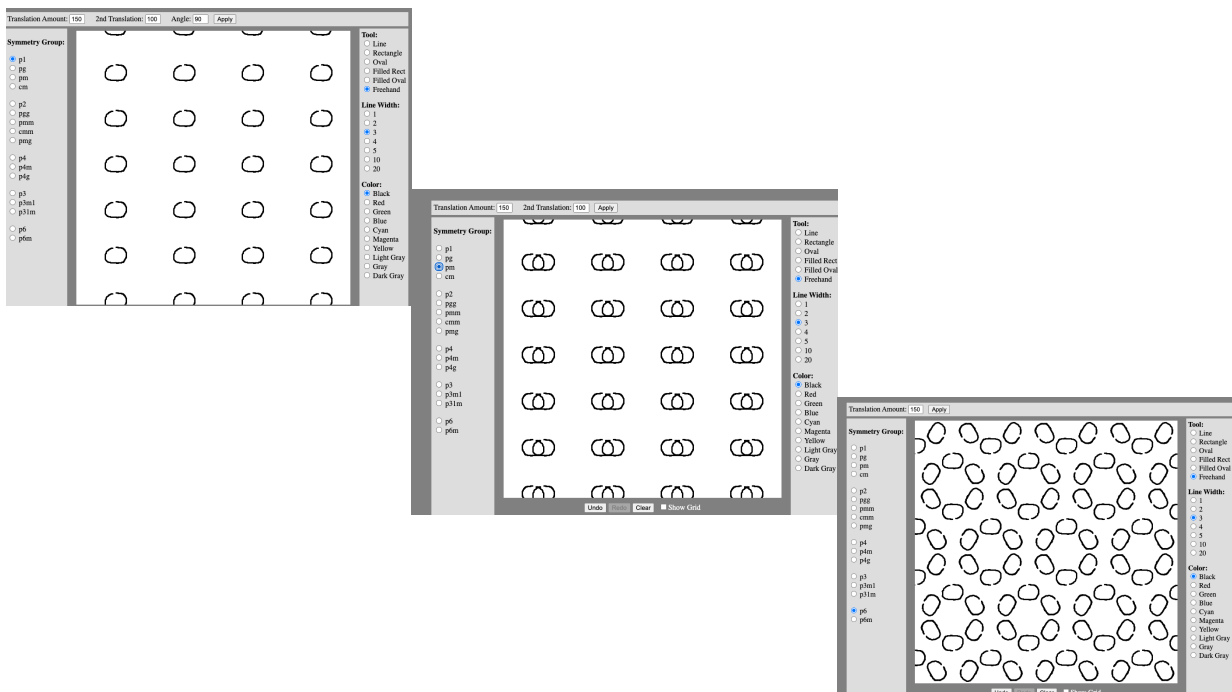 Translation Amount: 150 2nd Translation: 100 Angle: 90 Apply
Symmetry Group:
p1
pg
pm
cm
p2
pgg
pmm
cmm
pmg
p4
p4m
p4g
p3
p3m1
p31m
p6
p6m
Tool:
Line
Rectangle
Oval
Filled Rect
Filled Oval
Freehand
Line Width:
1
2
3
4
5
10
20
Color:
Black
Red
Green
Blue
Cyan
Magenta
Yellow
Light Gray
Gray
Dark Gray
Translation Amount: 150 2nd Translation: 100 Apply
Symmetry Group:
p1
pg
pm
cm
p2
pgg
pmm
cmm
pmg
p4
p4m
p4g
p3
p3m1
p31m
p6
p6m
Tool:
Line
Rectangle
Oval
Filled Rect
Filled Oval
Freehand
Line Width:
1
2
3
4
5
10
20
Color:
Black
Red
Green
Blue
Cyan
Magenta
Yellow
Light Gray
Gray
Dark Gray
Undo Redo Clear Show Grid
Translation Amount: 150 Apply
Symmetry Group:
p1
pg
pm
cm
p2
pgg
pmm
cmm
pmg
p4
p4m
p4g
p3
p3m1
p31m
p6
p6m
Tool:
Line
Rectangle
Oval
Filled Rect
Filled Oval
Freehand
Line Width:
1
2
3
4
5
10
20
Color:
Black
Red
Green
Blue
Cyan
Magenta
Yellow
Light Gray
Gray
Dark Gray